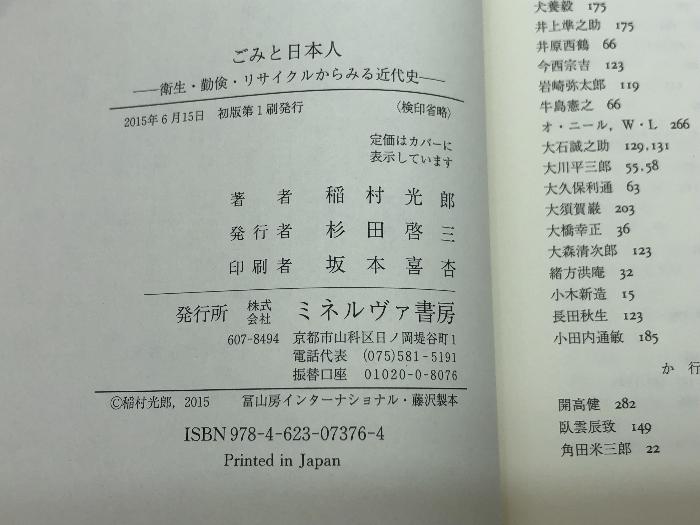 ごみと日本人
―衛生・勤倹・リサイクルからみる近代史―
2015年6月15日 初版第1刷発行 〈検印省略〉
定価はカバーに
表示しています
著者 稲村光郎
発行者 杉田啓三
印刷者 坂本喜杏
発行所 株式会社 ミネルヴァ書房
607-8494 京都市山科区日ノ岡堤谷町1
電話代表 (075)581-5191
振替口座 01020-0-8076
©稲村光郎, 2015 冨山房インターナショナル・藤沢製本
ISBN 978-4-623-07376-4
Printed in Japan
犬養毅 175
井上準之助 175
井原西鶴 66
今西宗吉 123
岩崎弥太郎 119
牛島憲之 66
オ・ニール, W・L 266
大石誠之助 129, 131
大川平三郎 55, 58
大久保利通 63
大須賀巌 203
大橋幸正 36
大森清次郎 123
緒方洪庵 32
小木新造 15
長田秋生 123
小田内通敏 185
か行
開高健 282
臥雲辰致 149
角田米三郎 22